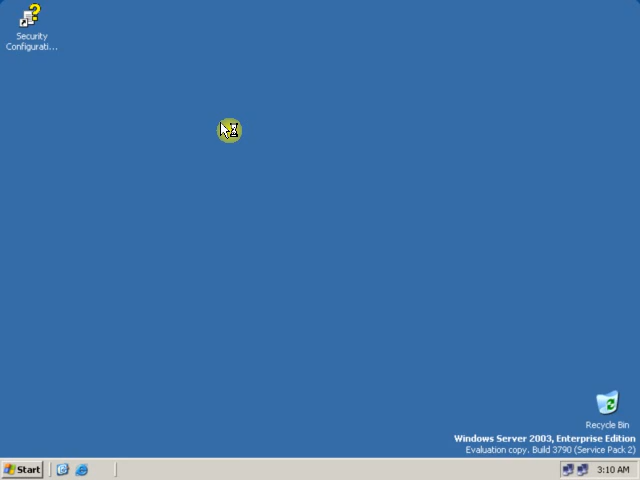 Security
Configurati...
Recycle Bin
Windows Server 2003, Enterprise Edition
Evaluation copy. Build 3790 (Service Pack 2)
Start
3:10 AM